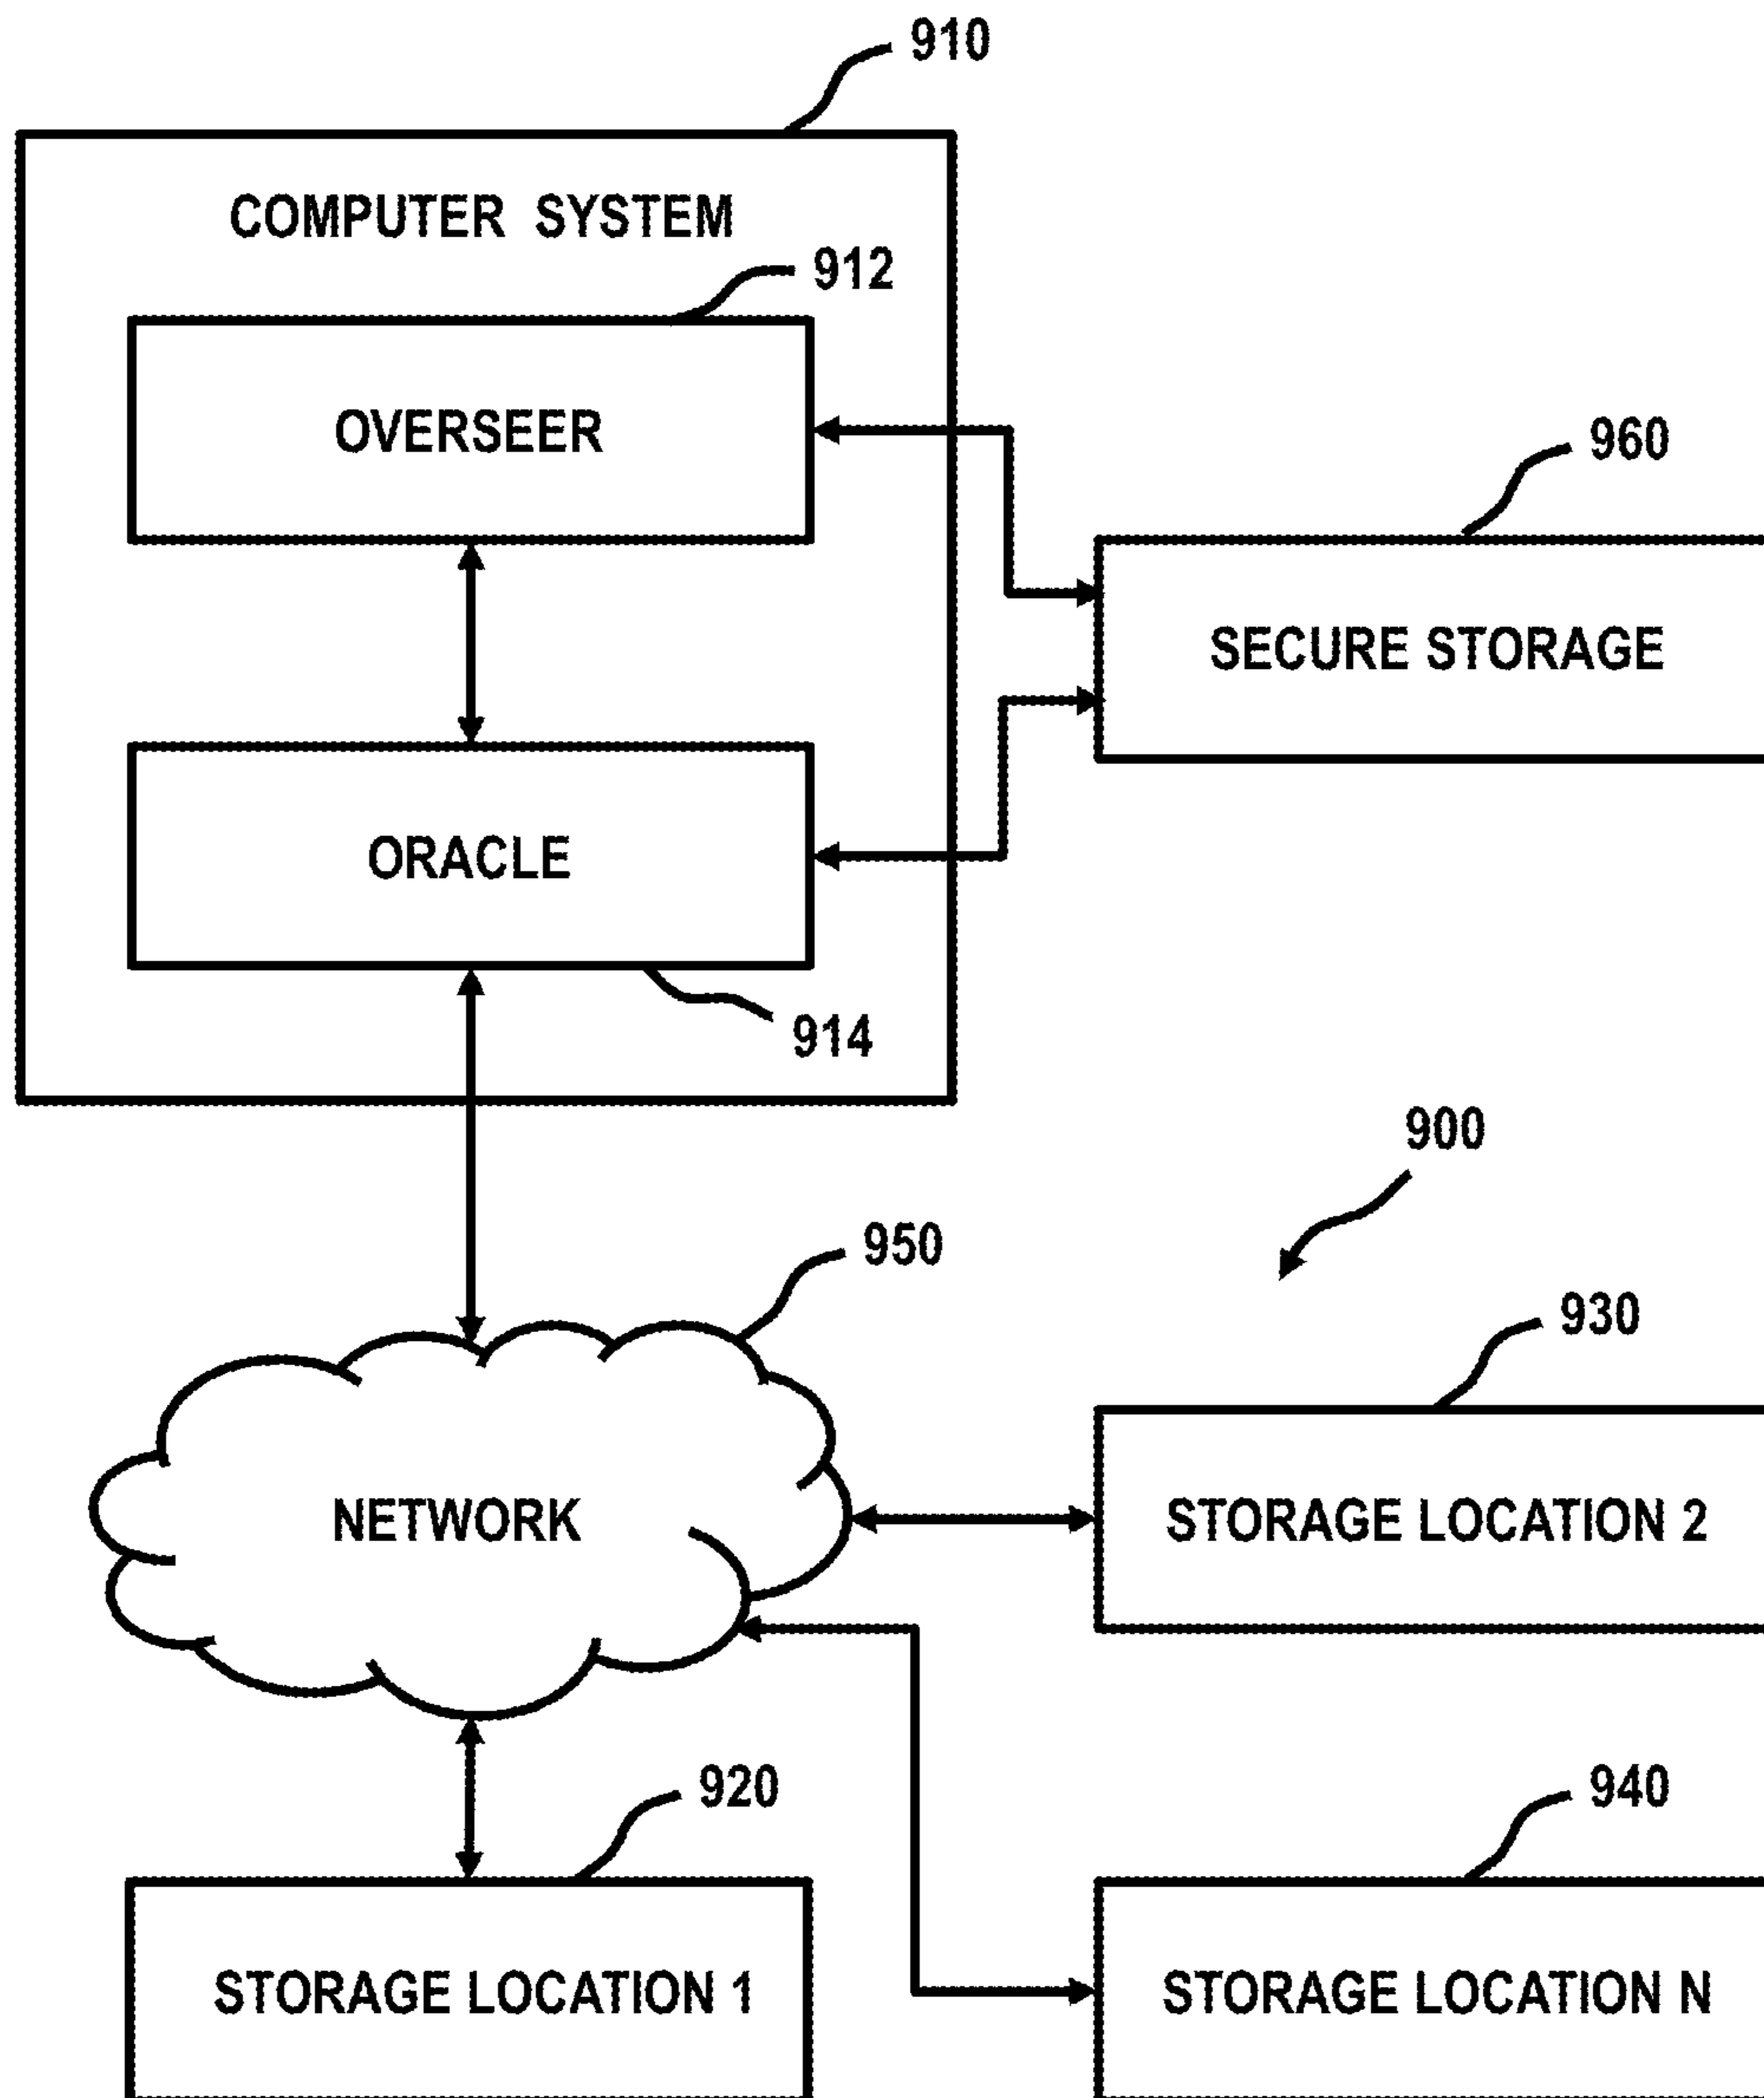 910
COMPUTER SYSTEM
912
OVERSEER
960
SECURE STORAGE
ORACLE
914
900
950
930
NETWORK
STORAGE LOCATION 2
920
940
STORAGE LOCATION 1
STORAGE LOCATION N